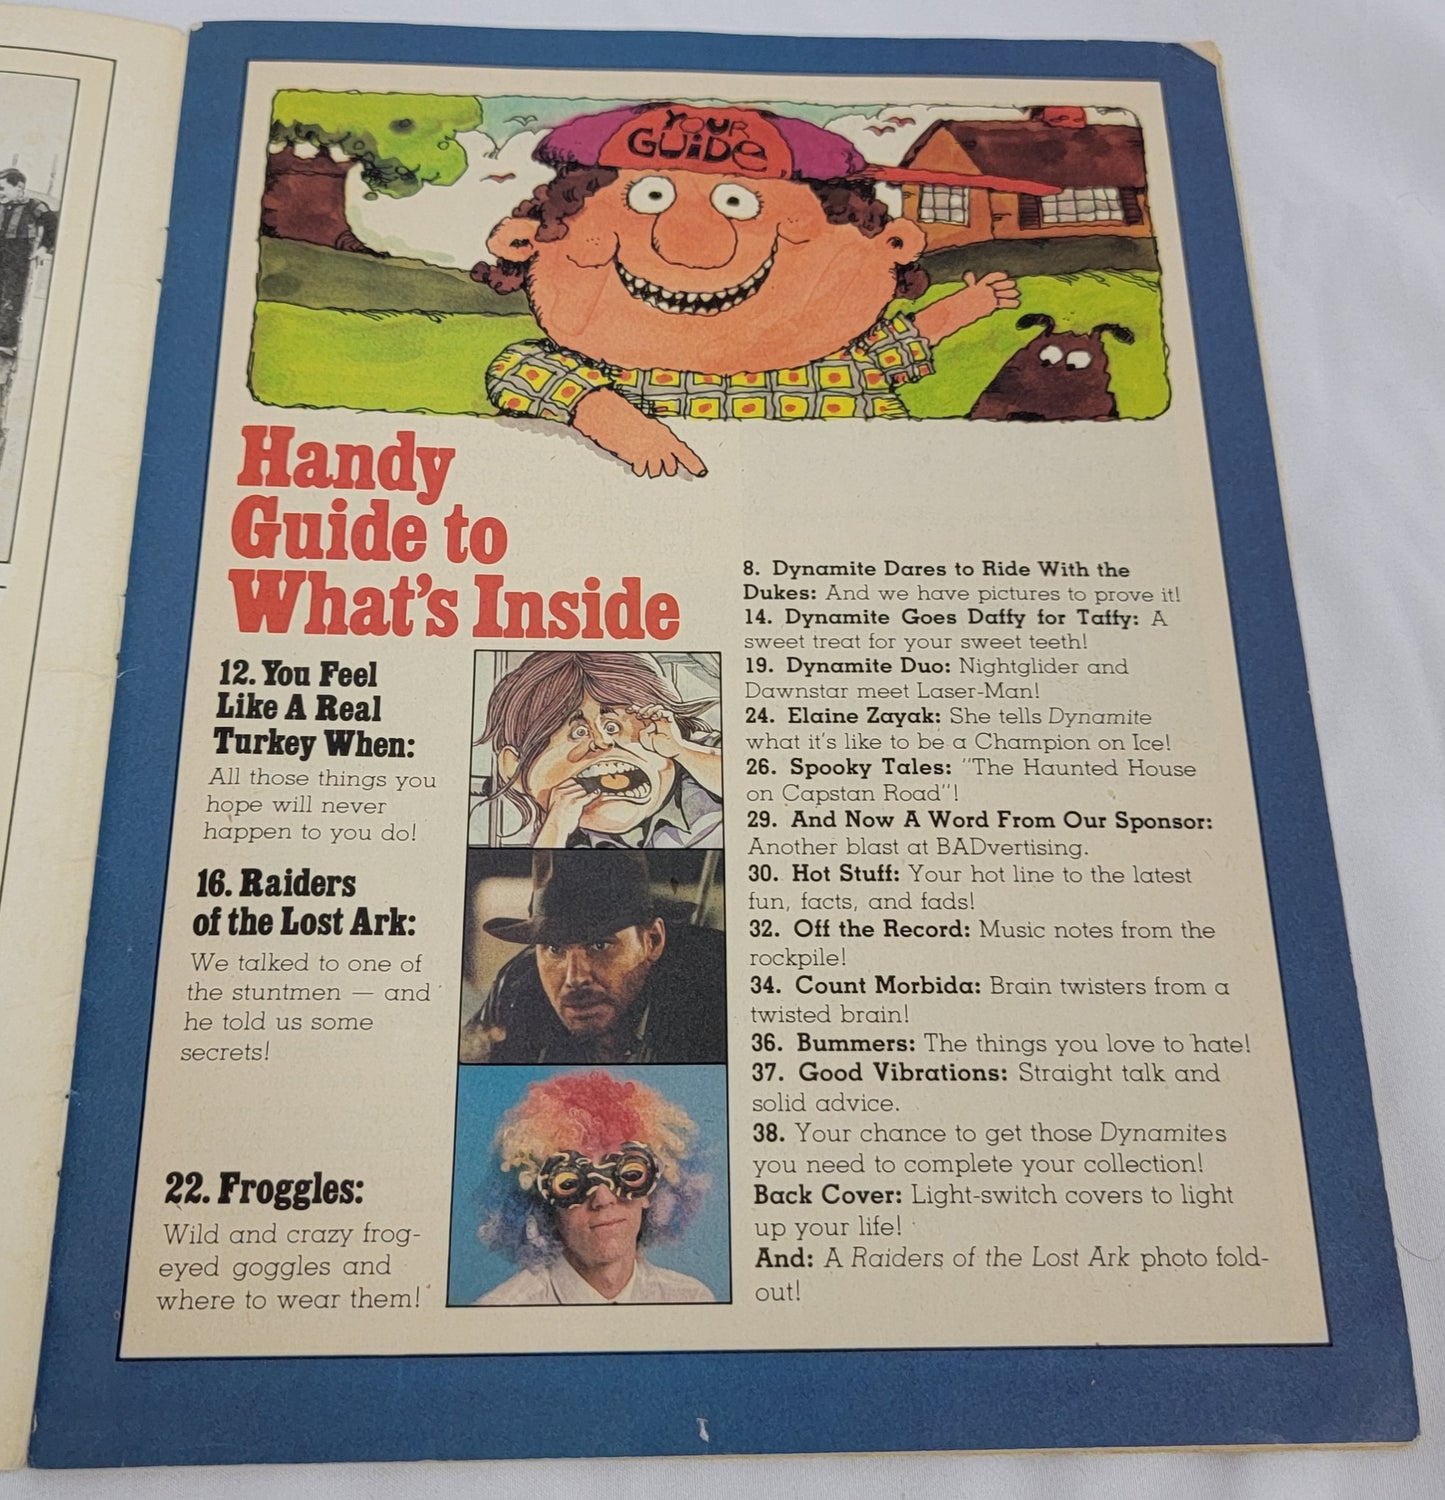 YOUR
GUiDe
Handy
Guide to
What's Inside
12. You Feel
Like A Real
Turkey When:
All those things you
hope will never
happen to you do!
16. Raiders
of the Lost Ark:
We talked to one of
the stuntmen — and
he told us some
secrets!
22. Froggles:
Wild and crazy frog-
eyed goggles and
where to wear them!
8. Dynamite Dares to Ride With the
Dukes: And we have pictures to prove it!
14. Dynamite Goes Daffy for Taffy: A
sweet treat for your sweet teeth!
19. Dynamite Duo: Nightglider and
Dawnstar meet Laser-Man!
24. Elaine Zayak: She tells Dynamite
what it's like to be a Champion on Ice!
26. Spooky Tales: "The Haunted House
on Capstan Road"!
29. And Now A Word From Our Sponsor:
Another blast at BADvertising.
30. Hot Stuff: Your hot line to the latest
fun, facts, and fads!
32. Off the Record: Music notes from the
rockpile!
34. Count Morbida: Brain twisters from a
twisted brain!
36. Bummers: The things you love to hate!
37. Good Vibrations: Straight talk and
solid advice.
38. Your chance to get those Dynamites
you need to complete your collection!
Back Cover: Light-switch covers to light
up your life!
And: A Raiders of the Lost Ark photo fold-
out!